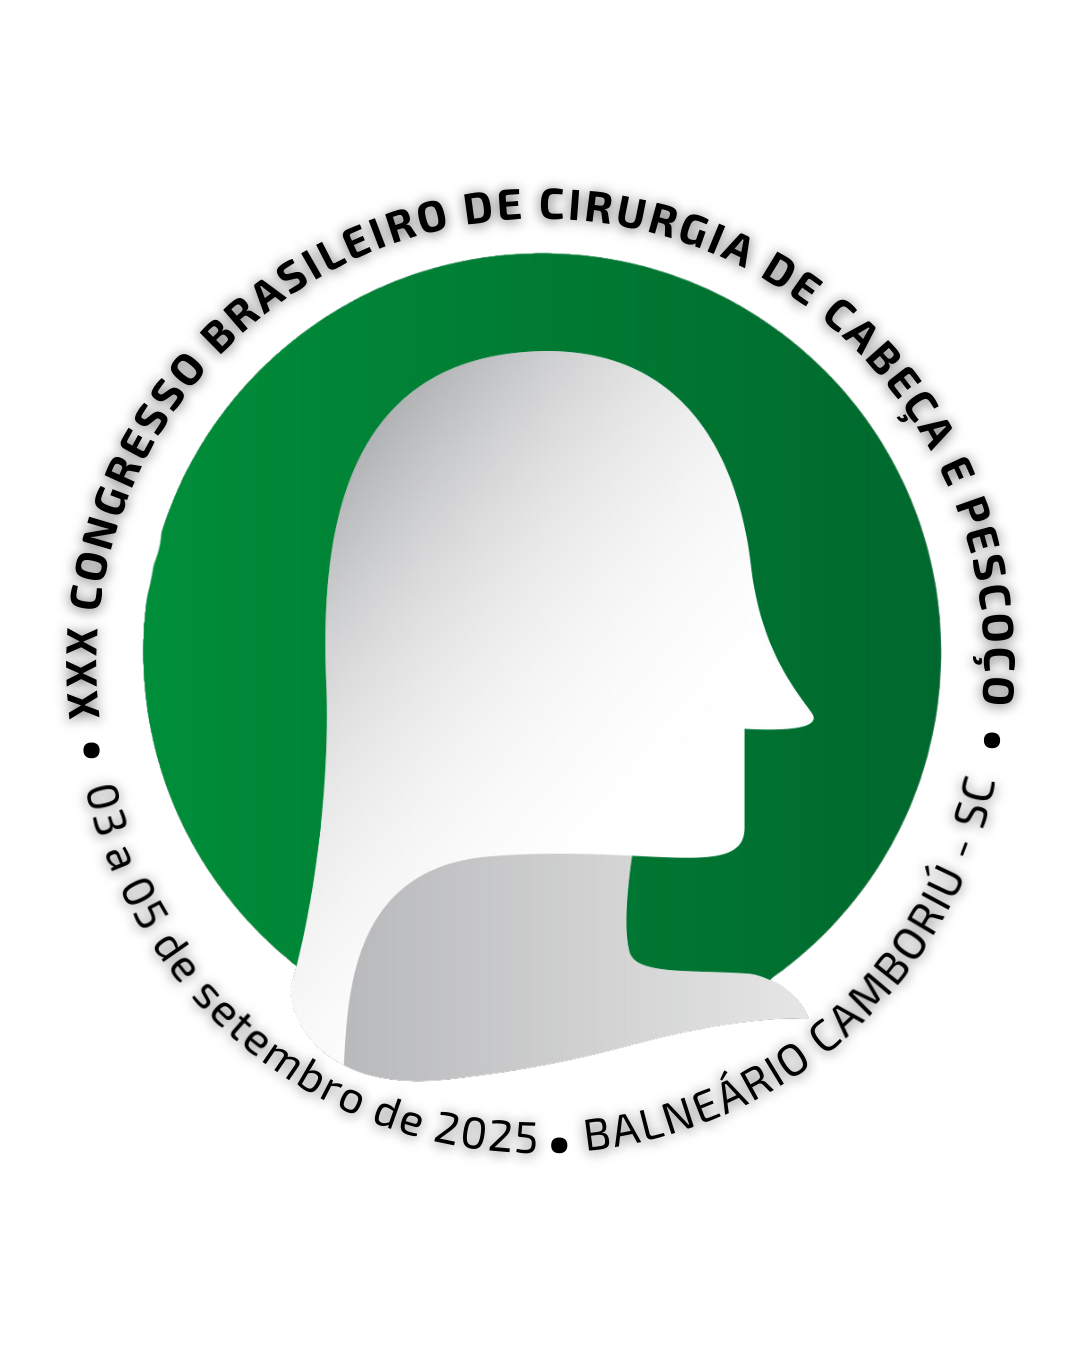 XXX CONGRESSO BRASILEIRO DE CIRURGIA DE CABEÇA E PESCOÇO
• 03 a 05 de setembro de 2025 • BALNEÁRIO CAMBORIÚ - SC •